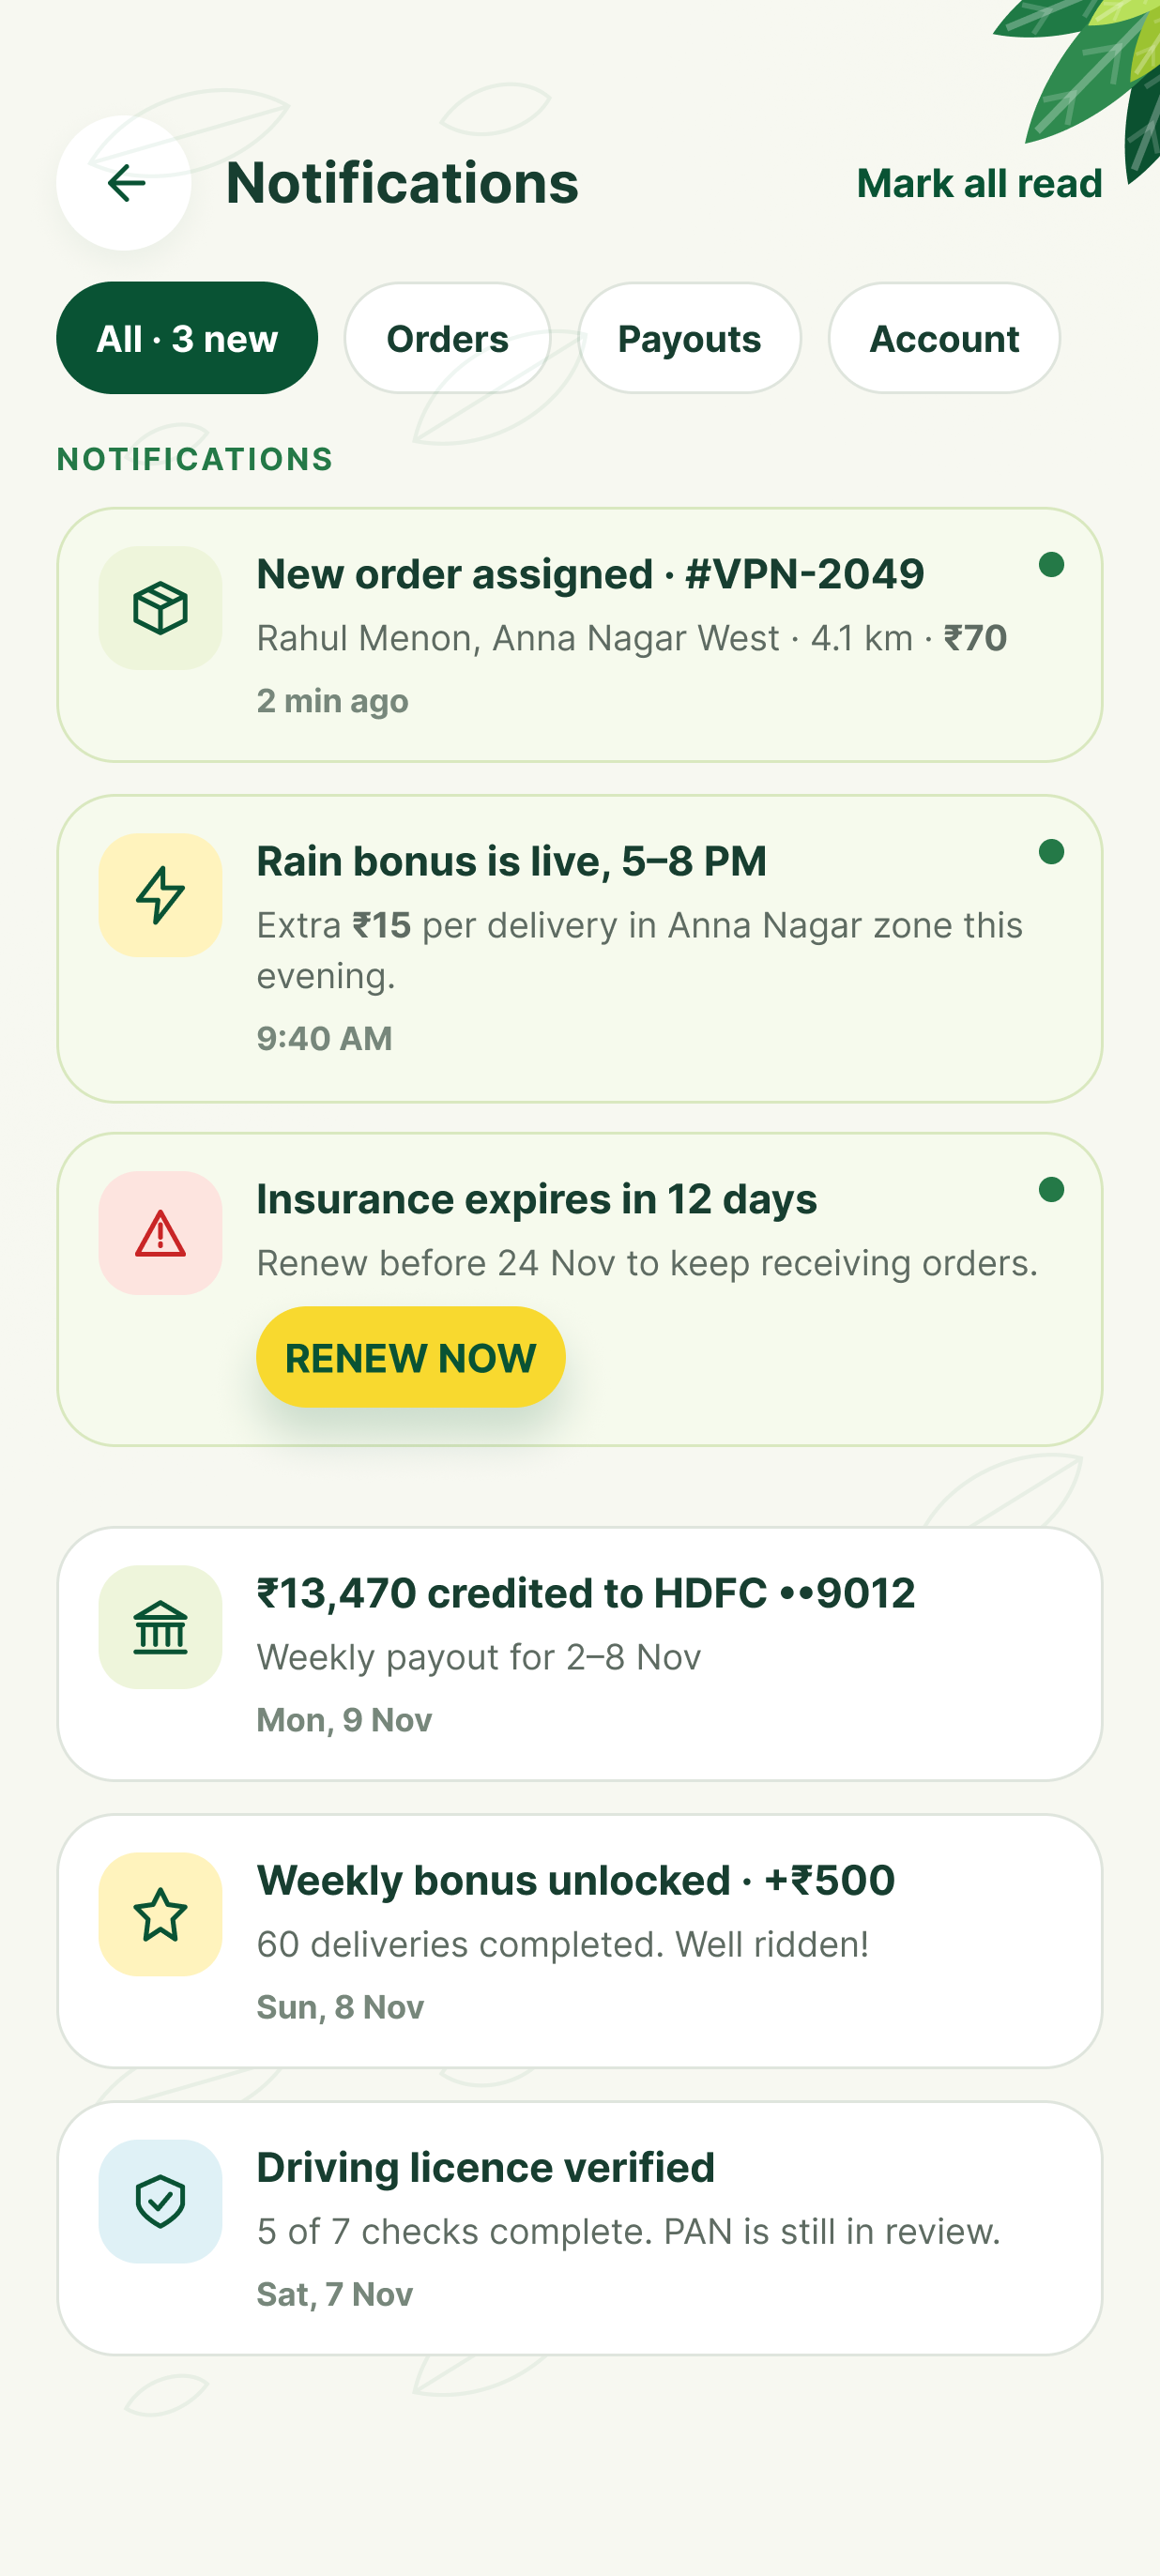 Notifications
Mark all read
All · 3 new
Orders
Payouts
Account
NOTIFICATIONS
New order assigned · #VPN-2049
Rahul Menon, Anna Nagar West · 4.1 km · ₹70
2 min ago
Rain bonus is live, 5–8 PM
Extra ₹15 per delivery in Anna Nagar zone this
evening.
9:40 AM
Insurance expires in 12 days
Renew before 24 Nov to keep receiving orders.
RENEW NOW
₹13,470 credited to HDFC ••9012
Weekly payout for 2–8 Nov
Mon, 9 Nov
Weekly bonus unlocked · +₹500
60 deliveries completed. Well ridden!
Sun, 8 Nov
Driving licence verified
5 of 7 checks complete. PAN is still in review.
Sat, 7 Nov